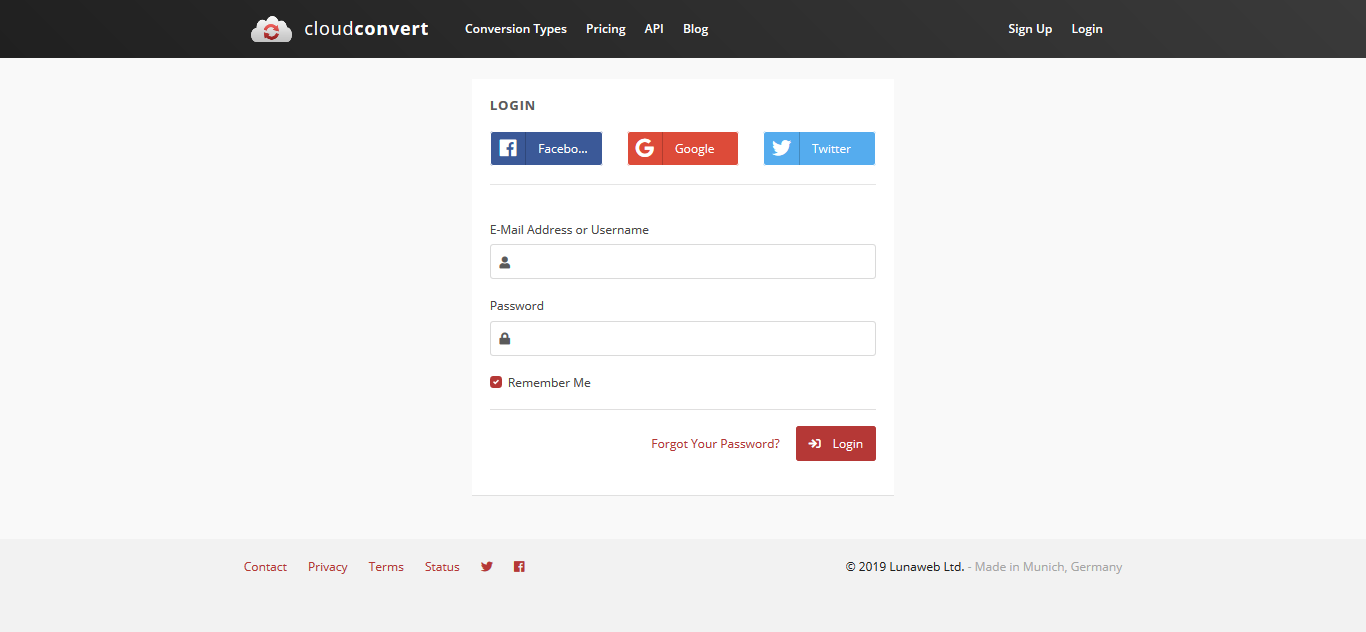 cloudconvert Conversion Types Pricing API Blog Sign Up Login
LOGIN
Facebo... Google Twitter
E-Mail Address or Username
Password
Remember Me
Forgot Your Password? Login
Contact Privacy Terms Status © 2019 Lunaweb Ltd. - Made in Munich, Germany